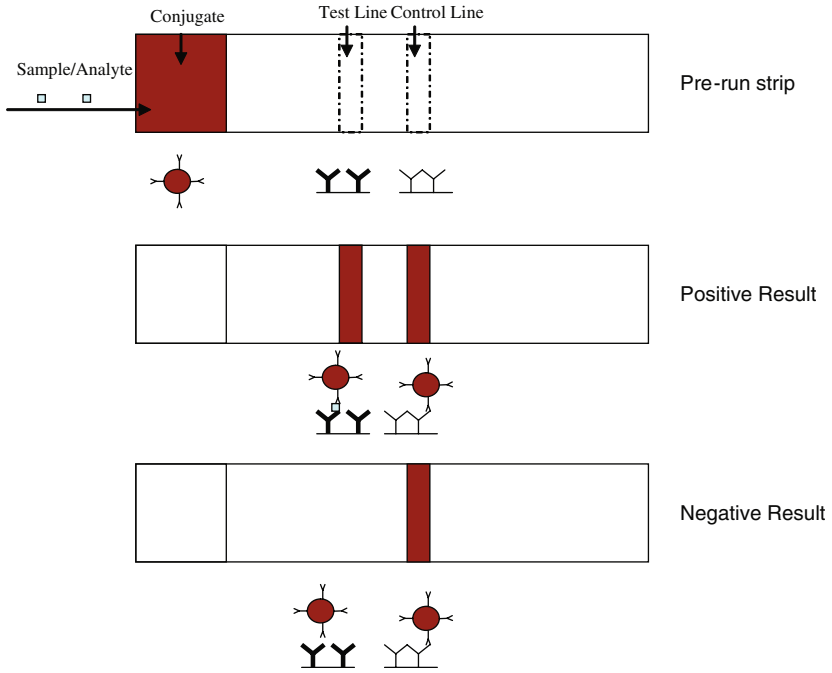 Conjugate
Test Line Control Line
Sample/Analyte
Pre-run strip
Positive Result
Negative Result